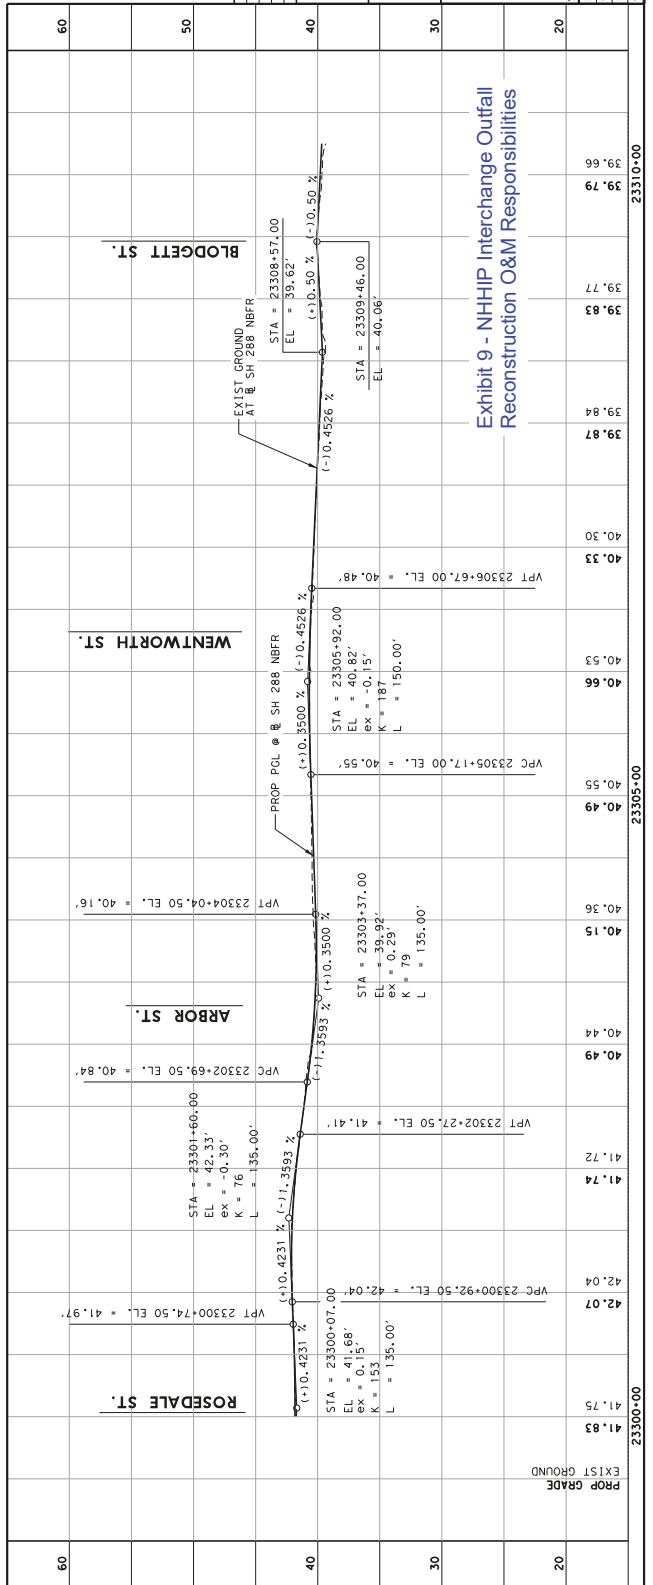 60
40
30
20
ROSEDALE ST.
STA = 23300+07.00
EL = 41.68'
ex = 0.15'
K = 153
L = 135.00'
(+)0.4231 %
VPT 23300+74.50 EL. = 41.97'
VPC 23300+92.50 EL. = 42.04'
(+)0.4231 %
STA = 23301+60.00
EL = 42.33'
ex = -0.30'
K = 76
L = 135.00'
(-)1.3593 %
VPT 23302+27.50 EL. = 41.41'
VPC 23302+69.50 EL. = 40.84'
ARBOR ST.
(-)1.3593 %
STA = 23303+37.00
EL = 39.92'
ex = 0.29'
K = 79
L = 135.00'
(+)0.3500 %
VPT 23304+04.50 EL. = 40.16'
PROP PGL @ ℄ SH 288 NBFR
VPC 23305+17.00 EL. = 40.55'
(+)0.3500 %
STA = 23305+92.00
EL = 40.82'
ex = -0.15'
K = 187
L = 150.00'
WENTWORTH ST.
(-)0.4526 %
VPT 23306+67.00 EL. = 40.48'
(-)0.4526 %
EXIST GROUND
AT ℄ SH 288 NBFR
STA = 23308+57.00
EL = 39.62'
(+)0.50 %
STA = 23309+46.00
EL = 40.06'
BLODGETT ST.
(-)0.50 %
Exhibit 9 - NHHIP Interchange Outfall
Reconstruction O&M Responsibilities
PROP GRADE
EXIST GROUND
41.83
41.75
42.07
42.04
41.74
41.72
40.49
40.44
40.15
40.36
40.49
40.55
40.66
40.53
40.33
40.30
39.87
39.84
39.83
39.77
39.79
39.66
23300+00
23305+00
23310+00
60
40
30
20